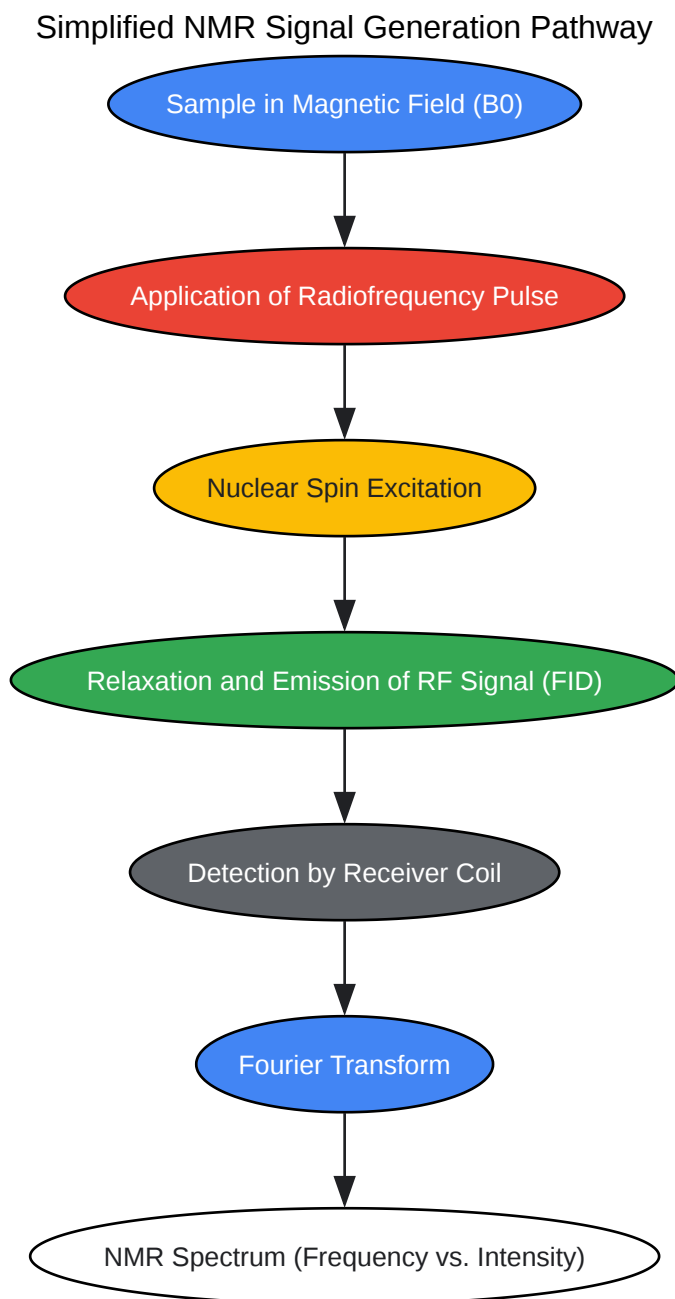 Simplified NMR Signal Generation Pathway
Sample in Magnetic Field (B0)
Application of Radiofrequency Pulse
Nuclear Spin Excitation
Relaxation and Emission of RF Signal (FID)
Detection by Receiver Coil
Fourier Transform
NMR Spectrum (Frequency vs. Intensity)